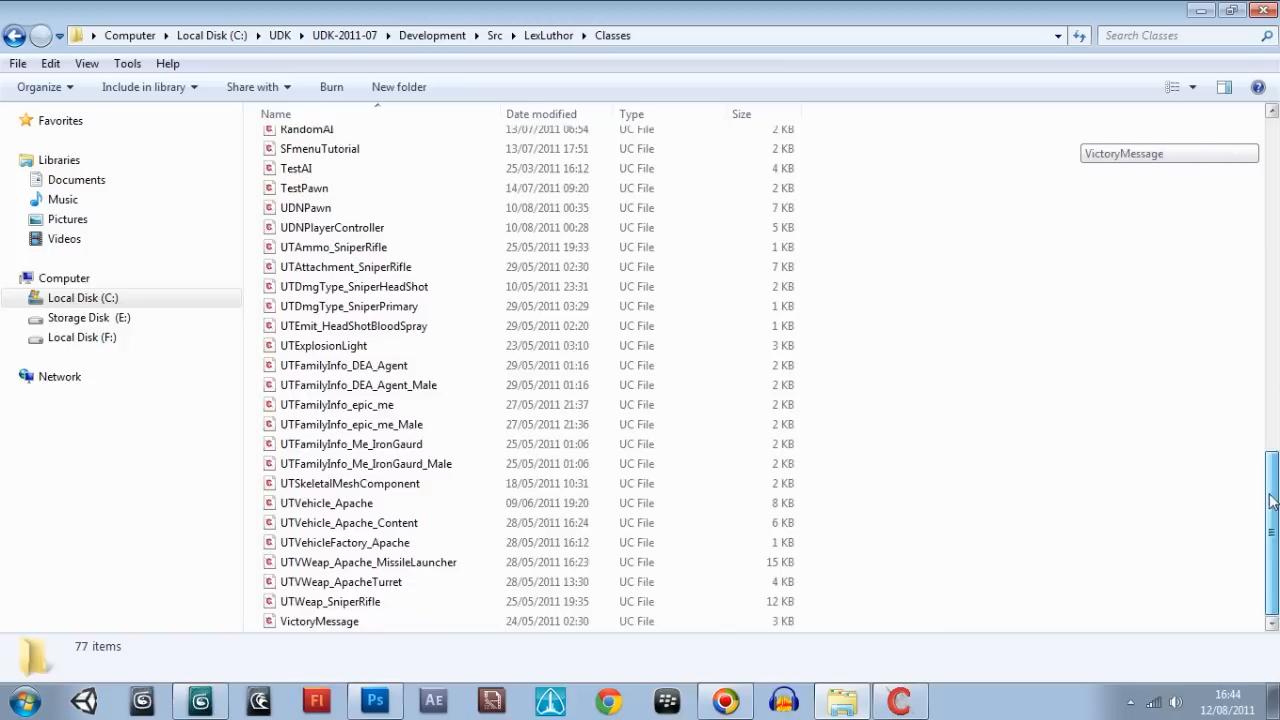 Computer Local Disk (C:) UDK UDK-2011-07 Development Src LexLuthor Classes Search Classes
File Edit View Tools Help
Organize Include in library Share with Burn New folder
Favorites
Libraries
Documents
Music
Pictures
Videos
Computer
Local Disk (C:)
Storage Disk (E:)
Local Disk (F:)
Network
Name Date modified Type Size
RandomAI 13/07/2011 06:54 UC File 2 KB
SFmenuTutorial 13/07/2011 17:51 UC File 2 KB
TestAI 25/03/2011 16:12 UC File 4 KB
TestPawn 14/07/2011 09:20 UC File 2 KB
UDNPawn 10/08/2011 00:35 UC File 7 KB
UDNPlayerController 10/08/2011 00:28 UC File 5 KB
UTAmmo_SniperRifle 25/05/2011 19:33 UC File 1 KB
UTAttachment_SniperRifle 29/05/2011 02:30 UC File 7 KB
UTDmgType_SniperHeadShot 10/05/2011 23:31 UC File 2 KB
UTDmgType_SniperPrimary 29/05/2011 03:29 UC File 1 KB
UTEmit_HeadShotBloodSpray 29/05/2011 02:20 UC File 1 KB
UTExplosionLight 23/05/2011 03:10 UC File 3 KB
UTFamilyInfo_DEA_Agent 29/05/2011 01:16 UC File 2 KB
UTFamilyInfo_DEA_Agent_Male 29/05/2011 01:16 UC File 2 KB
UTFamilyInfo_epic_me 27/05/2011 21:37 UC File 2 KB
UTFamilyInfo_epic_me_Male 27/05/2011 21:36 UC File 2 KB
UTFamilyInfo_Me_IronGaurd 25/05/2011 01:06 UC File 2 KB
UTFamilyInfo_Me_IronGaurd_Male 25/05/2011 01:06 UC File 2 KB
UTSkeletalMeshComponent 18/05/2011 10:31 UC File 2 KB
UTVehicle_Apache 09/06/2011 19:20 UC File 8 KB
UTVehicle_Apache_Content 28/05/2011 16:24 UC File 6 KB
UTVehicleFactory_Apache 28/05/2011 16:12 UC File 1 KB
UTVWeap_Apache_MissileLauncher 28/05/2011 16:23 UC File 15 KB
UTVWeap_ApacheTurret 28/05/2011 13:30 UC File 4 KB
UTWeap_SniperRifle 25/05/2011 19:35 UC File 12 KB
VictoryMessage 24/05/2011 02:30 UC File 3 KB
VictoryMessage
77 items
Fl Ps Ae
16:44
12/08/2011